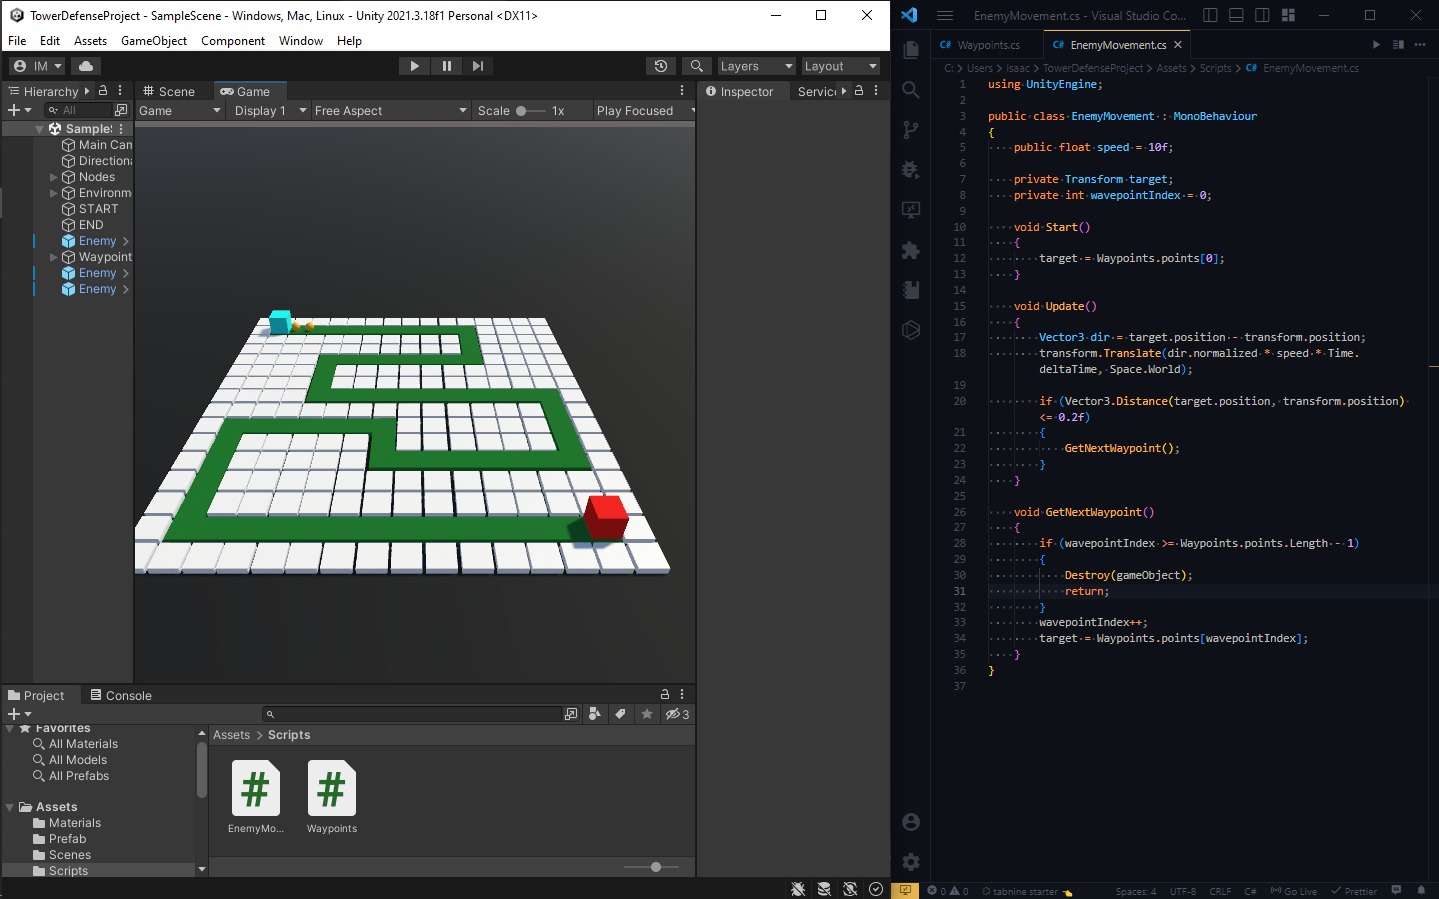 TowerDefenseProject - SampleScene - Windows, Mac, Linux - Unity 2021.3.18f1 Personal <DX11>
File Edit Assets GameObject Component Window Help
IM
Layers Layout
Hierarchy
All
Sample
Main Cam
Directiona
Nodes
Environm
START
END
Enemy
Waypoint
Enemy
Enemy
Scene Game
Game Display 1 Free Aspect Scale 1x Play Focused
Inspector Servic
Project Console
3
Favorites
All Materials
All Models
All Prefabs
Assets
Materials
Prefab
Scenes
Scripts
Assets > Scripts
EnemyMo... Waypoints
EnemyMovement.cs - Visual Studio Co...
C# Waypoints.cs C# EnemyMovement.cs
C: > Users > Isaac > TowerDefenseProject > Assets > Scripts > C# EnemyMovement.cs
1 using UnityEngine;
2
3 public class EnemyMovement : MonoBehaviour
4 {
5 public float speed = 10f;
6
7 private Transform target;
8 private int wavepointIndex = 0;
9
10 void Start()
11 {
12 target = Waypoints.points[0];
13 }
14
15 void Update()
16 {
17 Vector3 dir = target.position - transform.position;
18 transform.Translate(dir.normalized * speed * Time.
deltaTime, Space.World);
19
20 if (Vector3.Distance(target.position, transform.position)
<= 0.2f)
21 {
22 GetNextWaypoint();
23 }
24 }
25
26 void GetNextWaypoint()
27 {
28 if (wavepointIndex >= Waypoints.points.Length - 1)
29 {
30 Destroy(gameObject);
31 return;
32 }
33 wavepointIndex++;
34 target = Waypoints.points[wavepointIndex];
35 }
36 }
37
0 0 tabnine starter Spaces: 4 UTF-8 CRLF C# Go Live Prettier